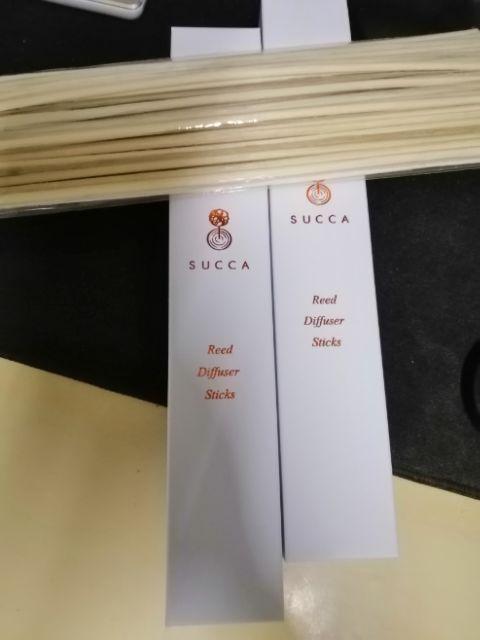 SUCCA
Reed
Diffuser
Sticks
SUCCA
Reed
Diffuser
Sticks